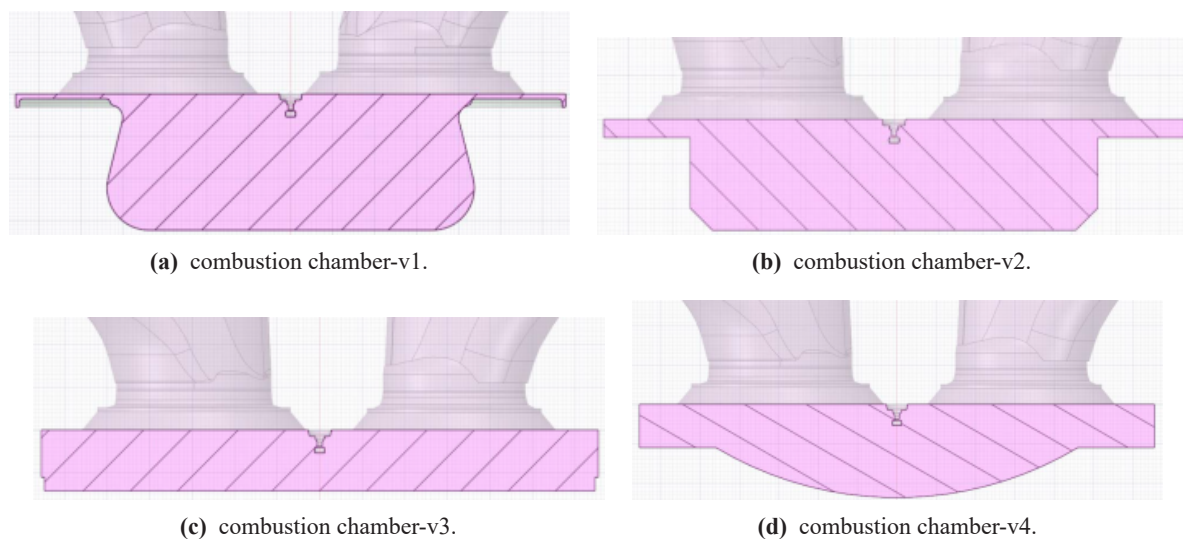 (a) combustion chamber-v1.
(b) combustion chamber-v2.
(c) combustion chamber-v3.
(d) combustion chamber-v4.